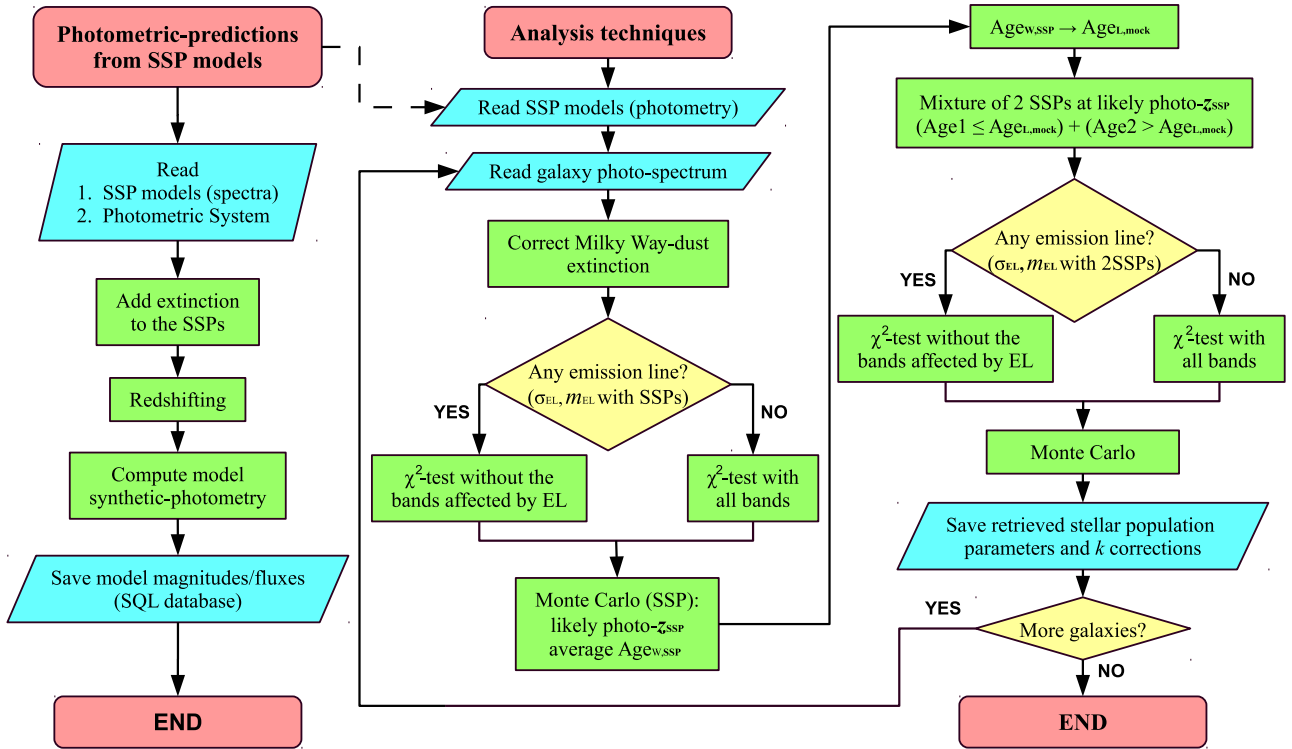 Photometric-predictions
from SSP models
Read
1. SSP models (spectra)
2. Photometric System
Add extinction
to the SSPs
Redshifting
Compute model
synthetic-photometry
Save model magnitudes/fluxes
(SQL database)
END
Analysis techniques
Read SSP models (photometry)
Read galaxy photo-spectrum
Correct Milky Way-dust
extinction
Any emission line?
(σEL, mEL with SSPs)
YES
NO
χ²-test without the
bands affected by EL
χ²-test with
all bands
Monte Carlo (SSP):
likely photo-zSSP
average AgeW,SSP
AgeW,SSP → AgeL,mock
Mixture of 2 SSPs at likely photo-zSSP
(Age1 ≤ AgeL,mock) + (Age2 > AgeL,mock)
Any emission line?
(σEL, mEL with 2SSPs)
YES
NO
χ²-test without the
bands affected by EL
χ²-test with
all bands
Monte Carlo
Save retrieved stellar population
parameters and k corrections
YES
More galaxies?
NO
END